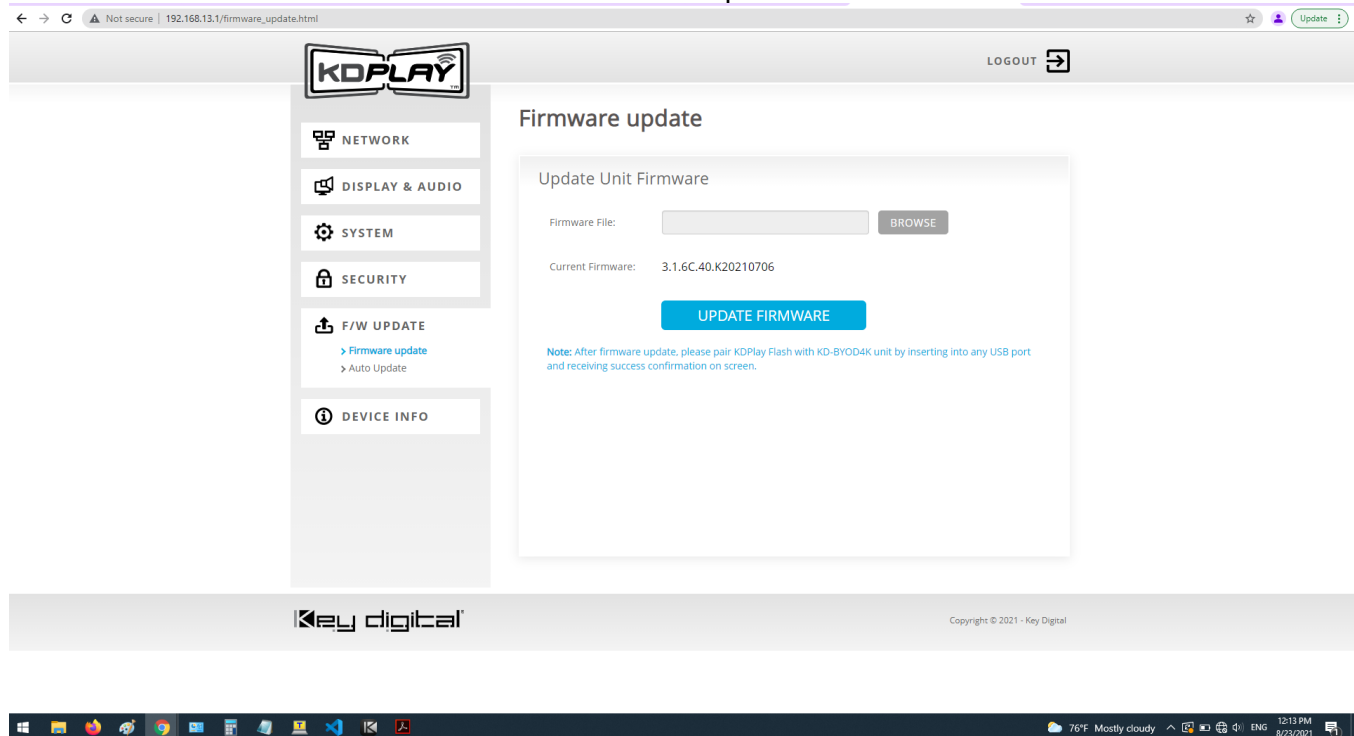 Not secure | 192.168.13.1/firmware_update.html
Update
KDPLAY
TM
LOGOUT
NETWORK
DISPLAY & AUDIO
SYSTEM
SECURITY
F/W UPDATE
Firmware update
Auto Update
DEVICE INFO
Firmware update
Update Unit Firmware
Firmware File:
BROWSE
Current Firmware: 3.1.6C.40.K20210706
UPDATE FIRMWARE
Note: After firmware update, please pair KDPlay Flash with KD-BYOD4K unit by inserting into any USB port
and receiving success confirmation on screen.
Key digital
Copyright © 2021 - Key Digital
76°F Mostly cloudy
ENG
12:13 PM
8/23/2021